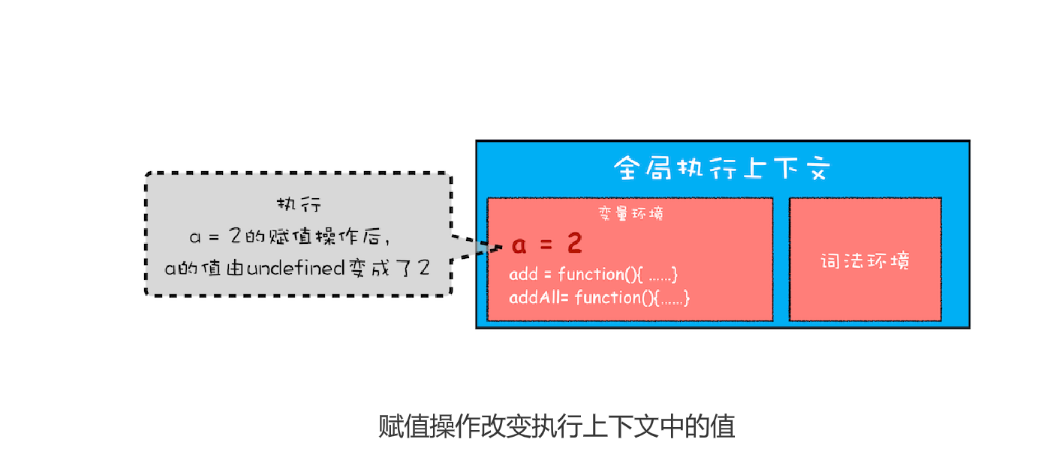 全局执行上下文
执行
a = 2的赋值操作后,
a的值由undefined变成了2
变量环境
a = 2
add = function(){ ......}
addAll= function(){......}
词法环境
赋值操作改变执行上下文中的值